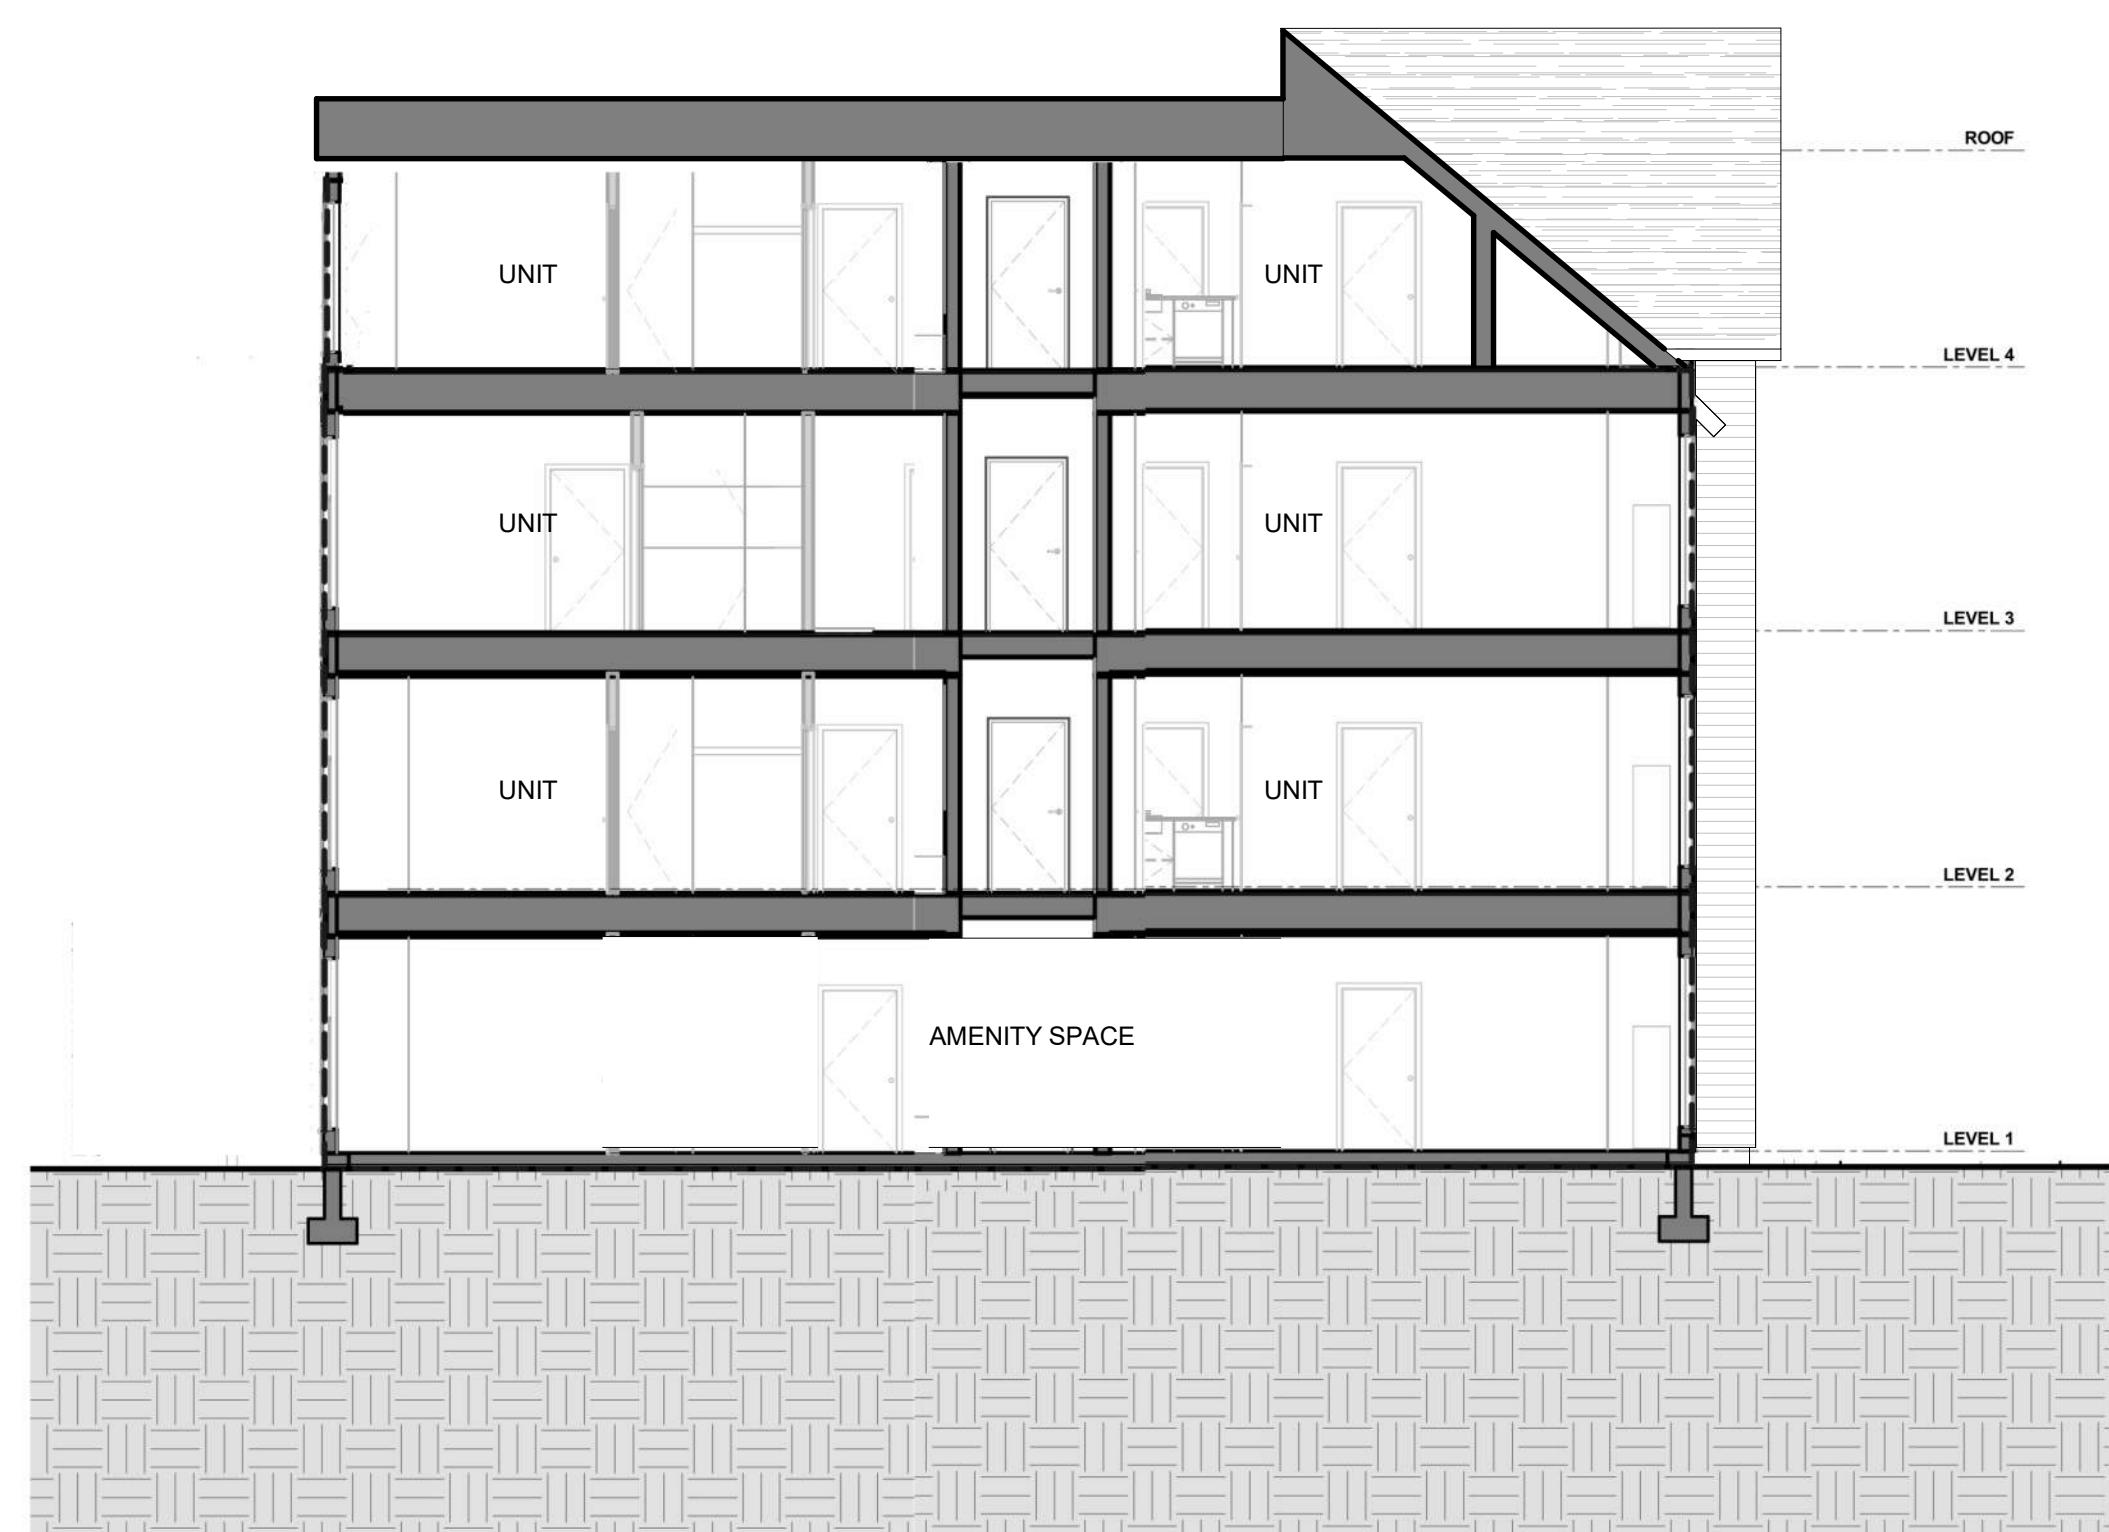 ROOF
UNIT
UNIT
LEVEL 4
UNIT
UNIT
LEVEL 3
UNIT
UNIT
LEVEL 2
AMENITY SPACE
LEVEL 1